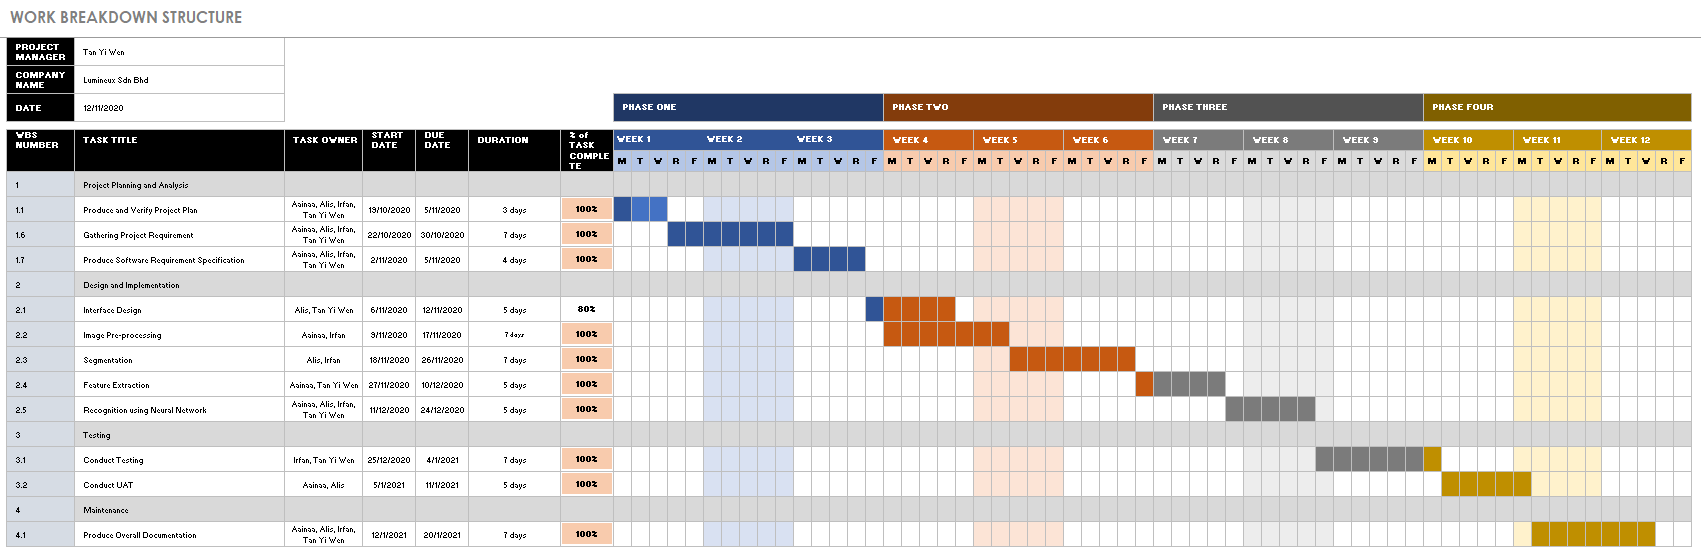 WORK BREAKDOWN STRUCTURE
PROJECT MANAGER Tan Yi Wen
COMPANY NAME Lumineux Sdn Bhd
DATE 12/11/2020
PHASE ONE PHASE TWO PHASE THREE PHASE FOUR
WBS NUMBER TASK TITLE TASK OWNER START DATE DUE DATE DURATION % of TASK COMPLETE WEEK 1 WEEK 2 WEEK 3 WEEK 4 WEEK 5 WEEK 6 WEEK 7 WEEK 8 WEEK 9 WEEK 10 WEEK 11 WEEK 12
M T W R F M T W R F M T W R F M T W R F M T W R F M T W R F M T W R F M T W R F M T W R F M T W R F M T W R F M T W R F
1 Project Planning and Analysis
1.1 Produce and Verify Project Plan Aainaa, Alis, Irfan, Tan Yi Wen 19/10/2020 5/11/2020 3 days 100%
1.6 Gathering Project Requirement Aainaa, Alis, Irfan, Tan Yi Wen 22/10/2020 30/10/2020 7 days 100%
1.7 Produce Software Requirement Specification Aainaa, Alis, Irfan, Tan Yi Wen 2/11/2020 5/11/2020 4 days 100%
2 Design and Implementation
2.1 Interface Design Alis, Tan Yi Wen 6/11/2020 12/11/2020 5 days 80%
2.2 Image Pre-processing Aainaa, Irfan 9/11/2020 17/11/2020 7 days 100%
2.3 Segmentation Alis, Irfan 18/11/2020 26/11/2020 7 days 100%
2.4 Feature Extraction Aainaa, Tan Yi Wen 27/11/2020 10/12/2020 5 days 100%
2.5 Recognition using Neural Network Aainaa, Alis, Irfan, Tan Yi Wen 11/12/2020 24/12/2020 5 days 100%
3 Testing
3.1 Conduct Testing Irfan, Tan Yi Wen 25/12/2020 4/1/2021 7 days 100%
3.2 Conduct UAT Aainaa, Alis 5/1/2021 11/1/2021 5 days 100%
4 Maintenance
4.1 Produce Overall Documentation Aainaa, Alis, Irfan, Tan Yi Wen 12/1/2021 20/1/2021 7 days 100%